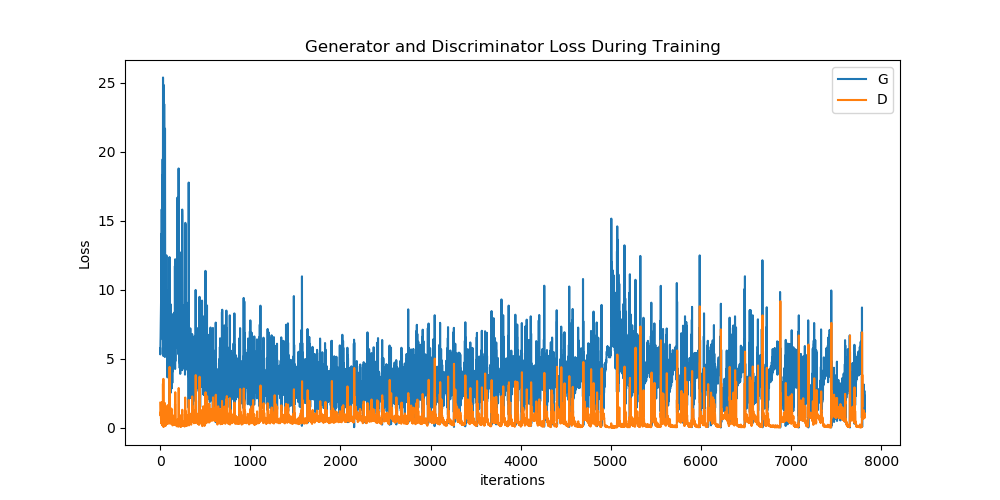 Generator and Discriminator Loss During Training
G
D
25
20
15
10
5
0
Loss
0 1000 2000 3000 4000 5000 6000 7000 8000
iterations